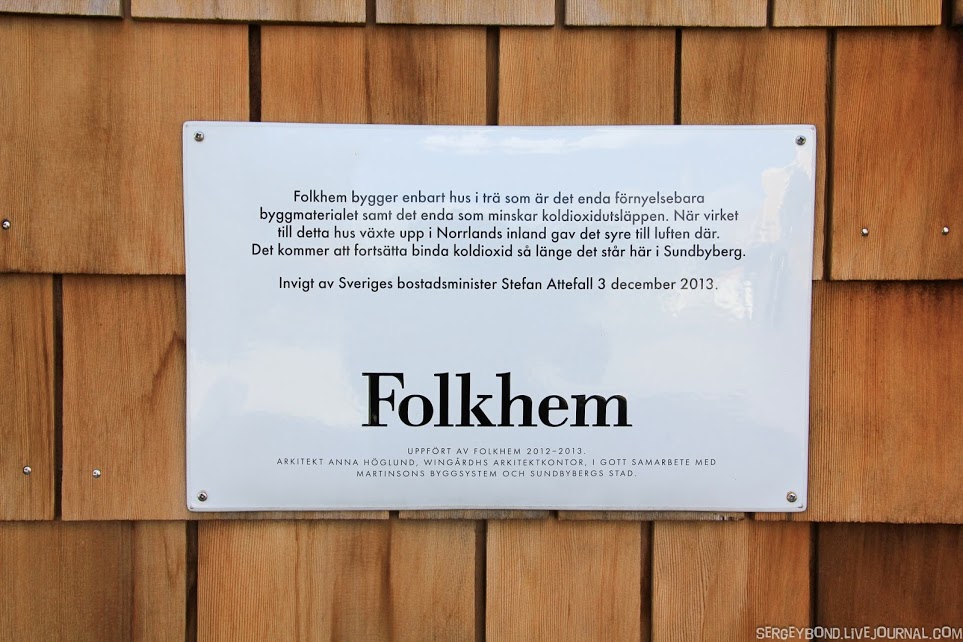 Folkhem bygger enbart hus i trä som är det enda förnyelsebara
byggmaterialet samt det enda som minskar koldioxidutsläppen. När virket
till detta hus växte upp i Norrlands inland gav det syre till luften där.
Det kommer att fortsätta binda koldioxid så länge det står här i Sundbyberg.
Invigt av Sveriges bostadsminister Stefan Attefall 3 december 2013.
Folkhem
UPPFÖRT AV FOLKHEM 2012–2013.
ARKITEKT ANNA HÖGLUND, WINGÅRDHS ARKITEKTKONTOR, I GOTT SAMARBETE MED
MARTINSONS BYGGSYSTEM OCH SUNDBYBERGS STAD.
SERGEYBOND.LIVEJOURNAL.COM